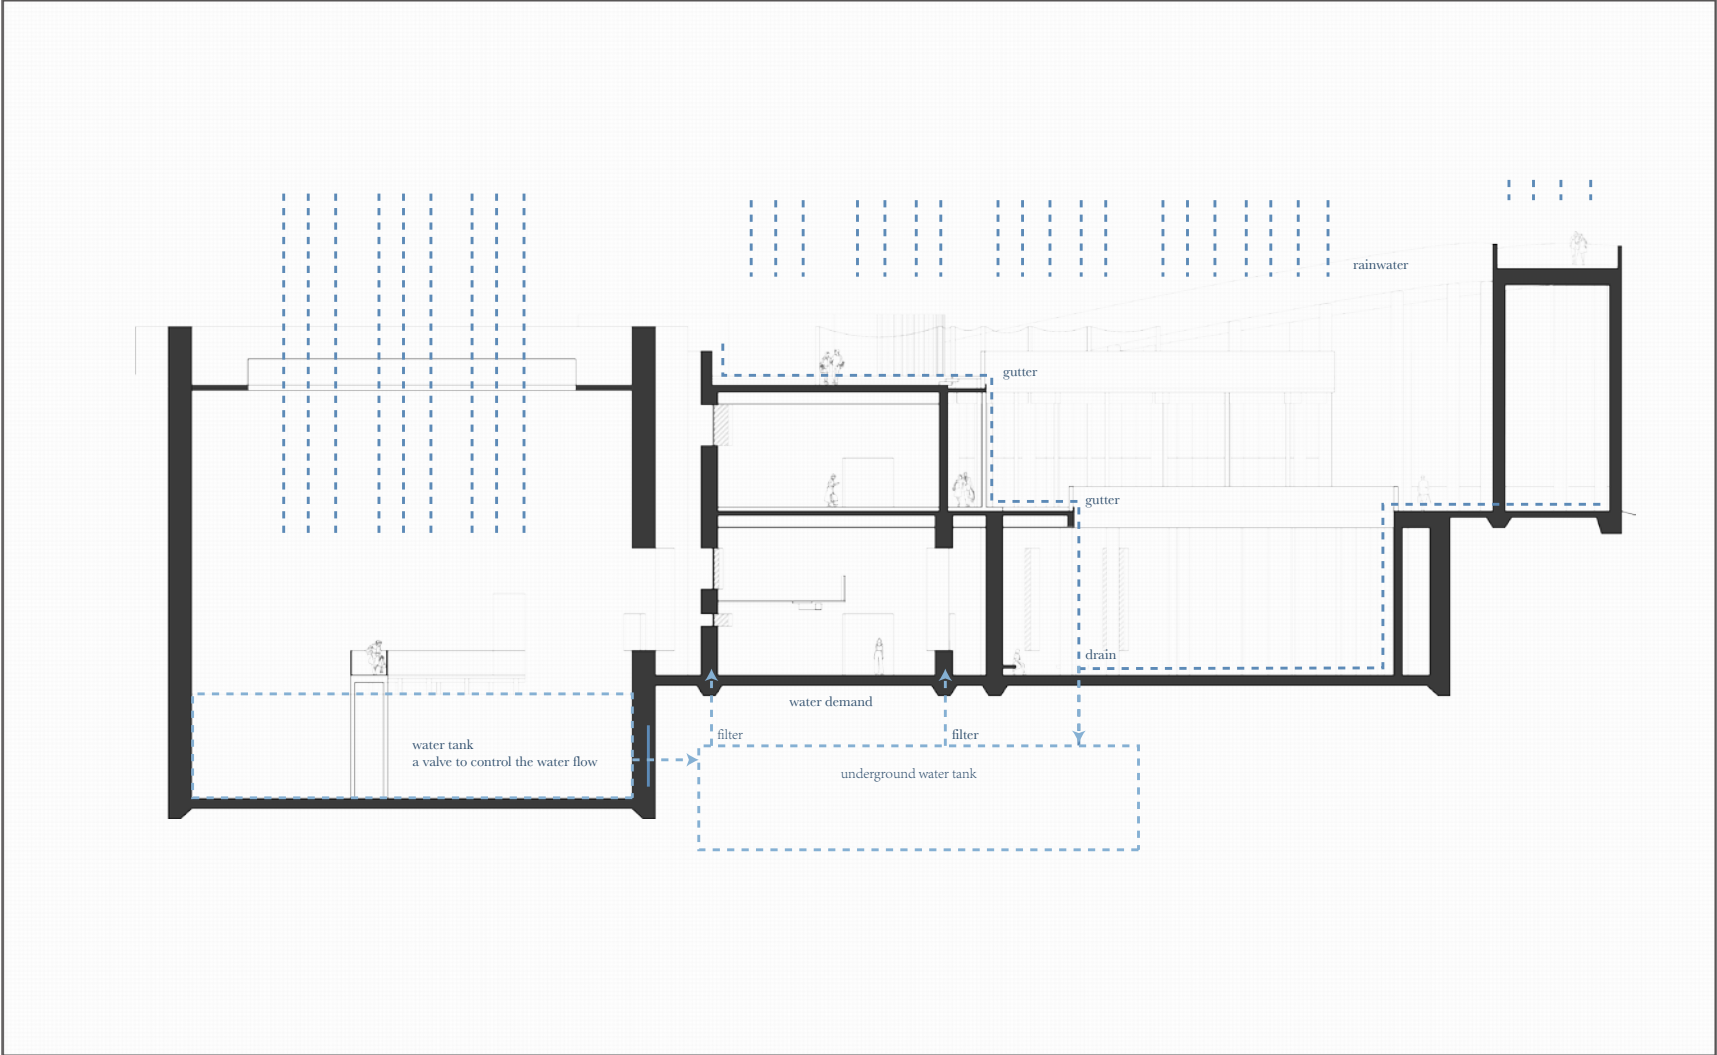 rainwater
gutter
gutter
drain
water demand
filter
filter
water tank
a valve to control the water flow
underground water tank